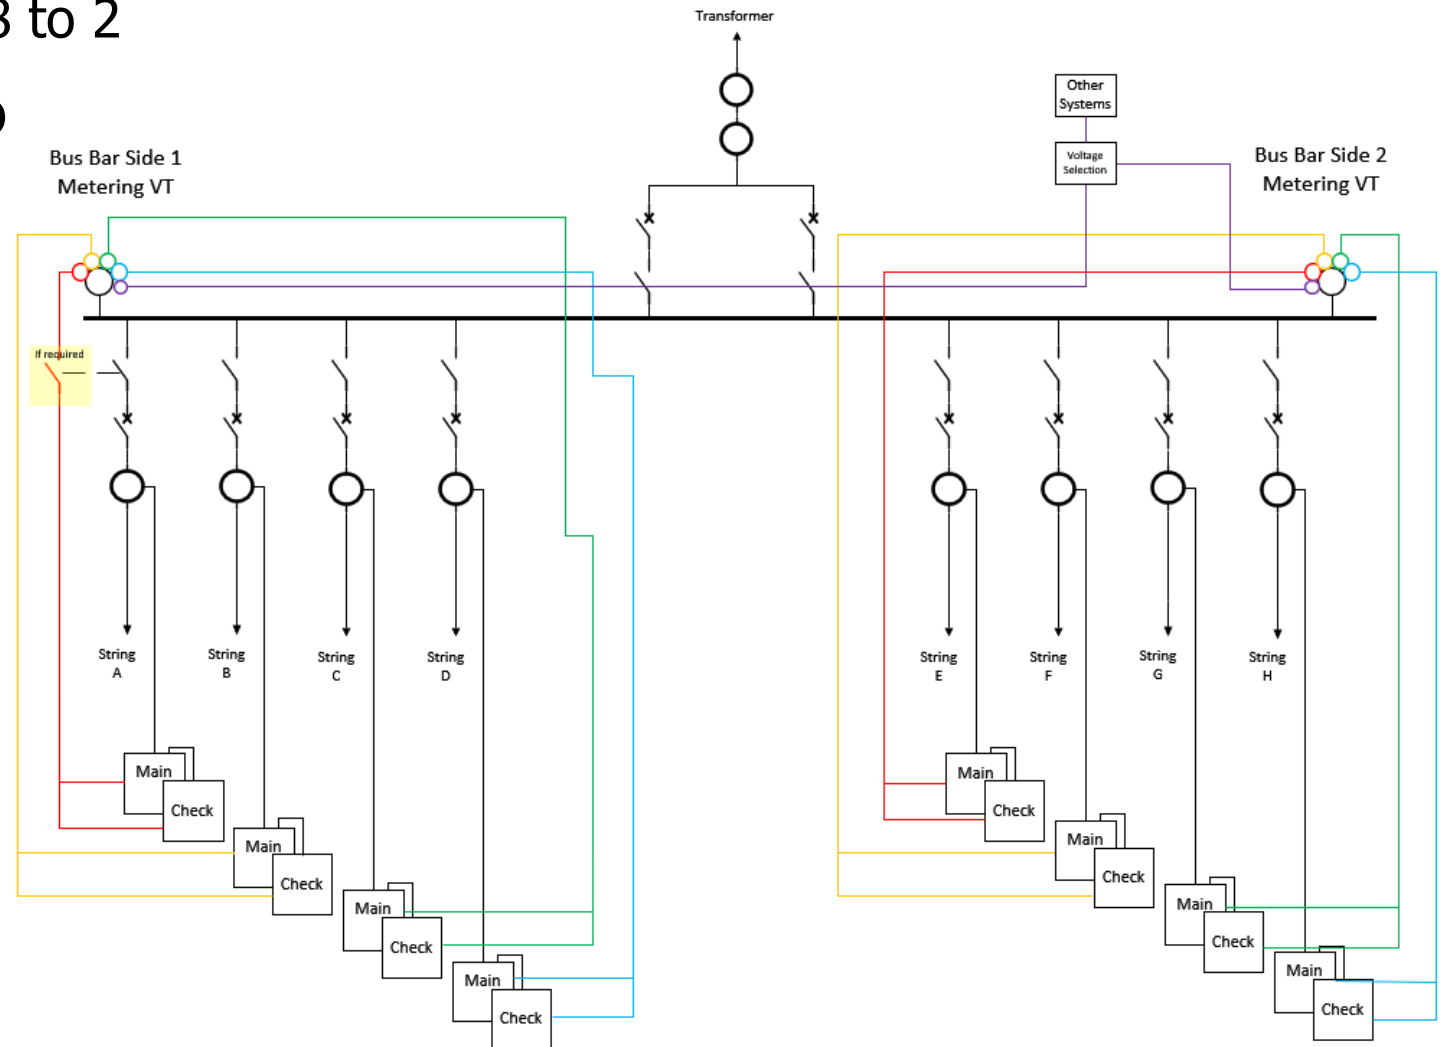 3 to 2
Transformer
Other
Systems
Voltage
Selection
Bus Bar Side 1
Metering VT
Bus Bar Side 2
Metering VT
If required
String
A
String
B
String
C
String
D
String
E
String
F
String
G
String
H
Main
Check
Main
Check
Main
Check
Main
Check
Main
Check
Main
Check
Main
Check
Main
Check